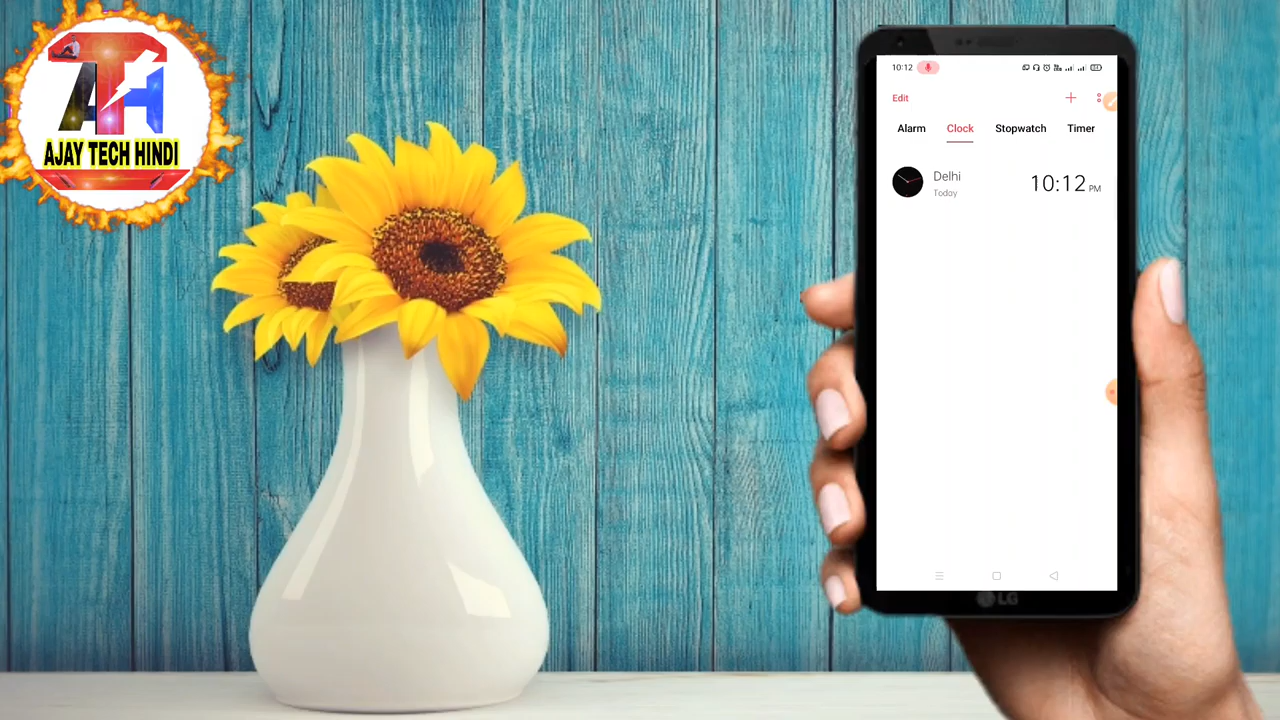 AJAY TECH HINDI
10:12
Edit
Alarm Clock Stopwatch Timer
Delhi
Today
10:12 PM
LG